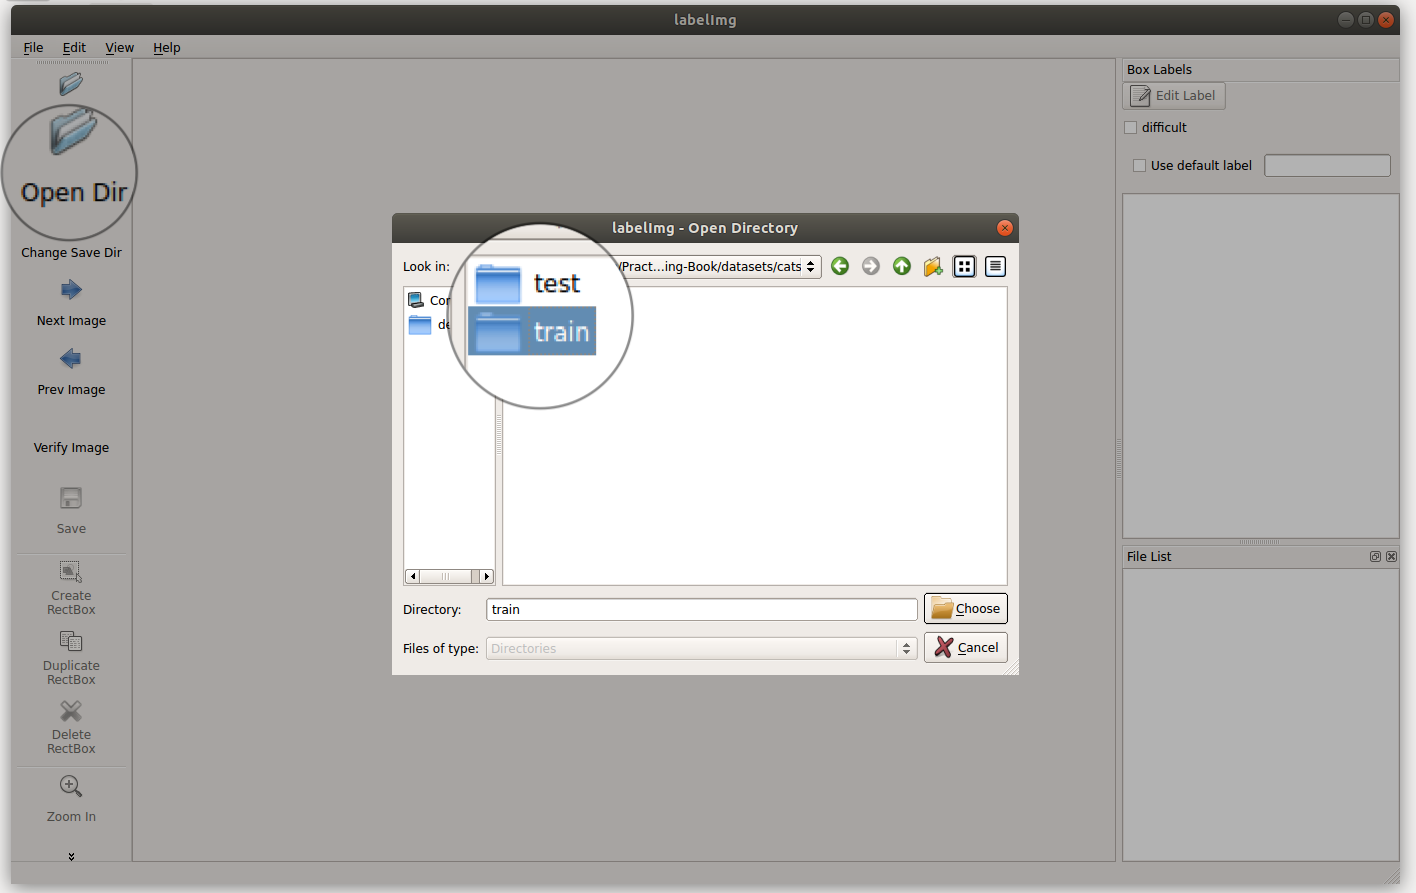 labelImg
File Edit View Help
Open Dir
Change Save Dir
Next Image
Prev Image
Verify Image
Save
Create
RectBox
Duplicate
RectBox
Delete
RectBox
Zoom In
labelImg - Open Directory
Look in: /Pract...ing-Book/datasets/cats
test
train
Directory: train
Choose
Files of type: Directories
Cancel
Box Labels
Edit Label
difficult
Use default label
File List